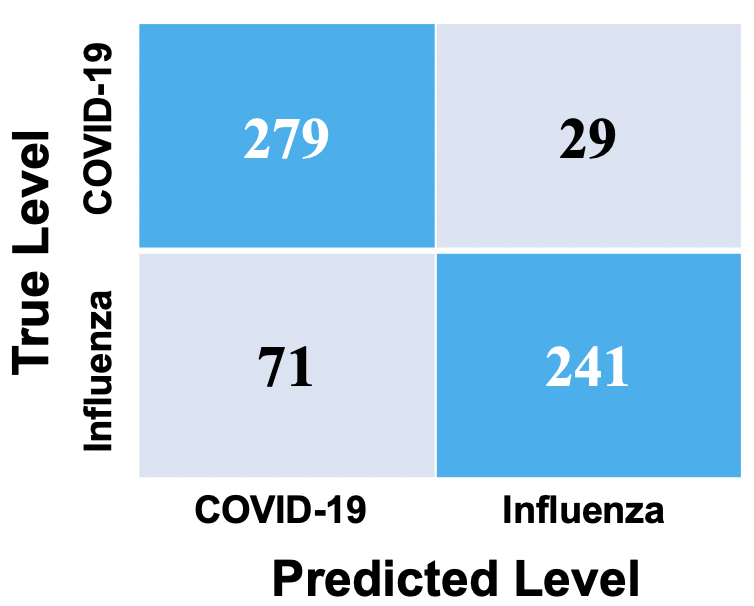 True Level
COVID-19
279
29
Influenza
71
241
COVID-19
Influenza
Predicted Level